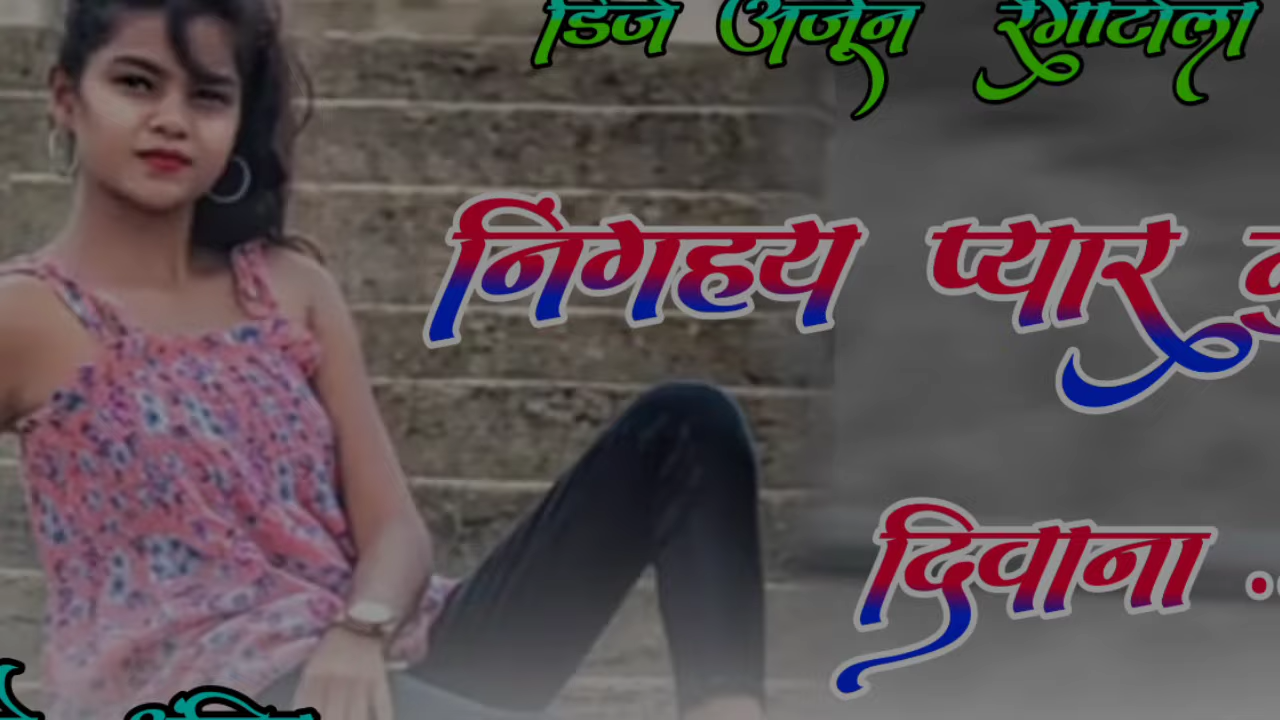 डिजे अर्जून रंगाटोला
निंगहय प्यार
दिवाना ..